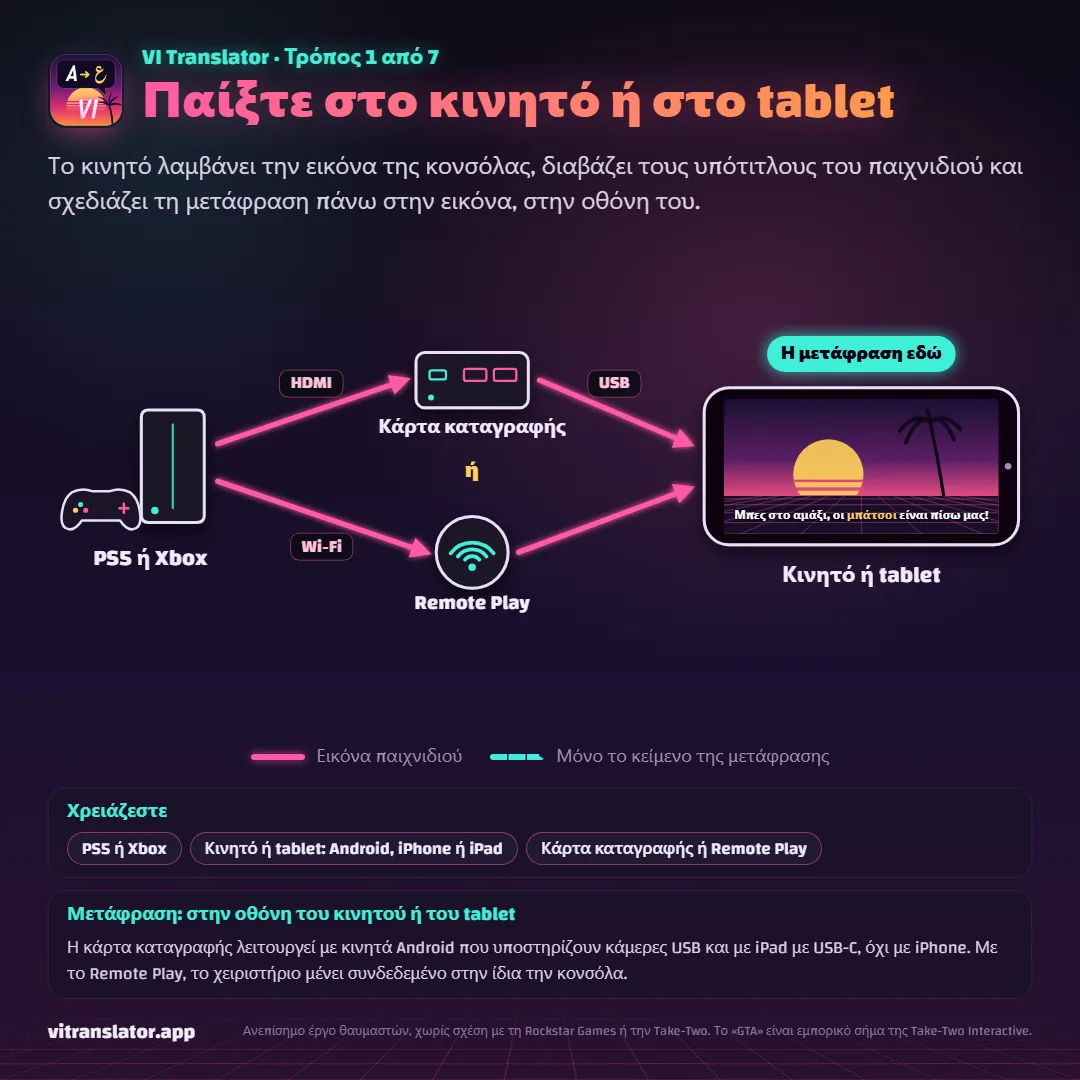 A→ع
VI
VI Translator · Τρόπος 1 από 7
Παίξτε στο κινητό ή στο tablet
Το κινητό λαμβάνει την εικόνα της κονσόλας, διαβάζει τους υπότιτλους του παιχνιδιού και
σχεδιάζει τη μετάφραση πάνω στην εικόνα, στην οθόνη του.
Η μετάφραση εδώ
HDMI
USB
Κάρτα καταγραφής
ή
Μπες στο αμάξι, οι μπάτσοι είναι πίσω μας!
Wi-Fi
PS5 ή Xbox
Κινητό ή tablet
Remote Play
Εικόνα παιχνιδιού
Μόνο το κείμενο της μετάφρασης
Χρειάζεστε
PS5 ή Xbox
Κινητό ή tablet: Android, iPhone ή iPad
Κάρτα καταγραφής ή Remote Play
Μετάφραση: στην οθόνη του κινητού ή του tablet
Η κάρτα καταγραφής λειτουργεί με κινητά Android που υποστηρίζουν κάμερες USB και με iPad με USB-C, όχι με iPhone. Με
το Remote Play, το χειριστήριο μένει συνδεδεμένο στην ίδια την κονσόλα.
vitranslator.app
Ανεπίσημο έργο θαυμαστών, χωρίς σχέση με τη Rockstar Games ή την Take-Two. Το «GTA» είναι εμπορικό σήμα της Take-Two Interactive.